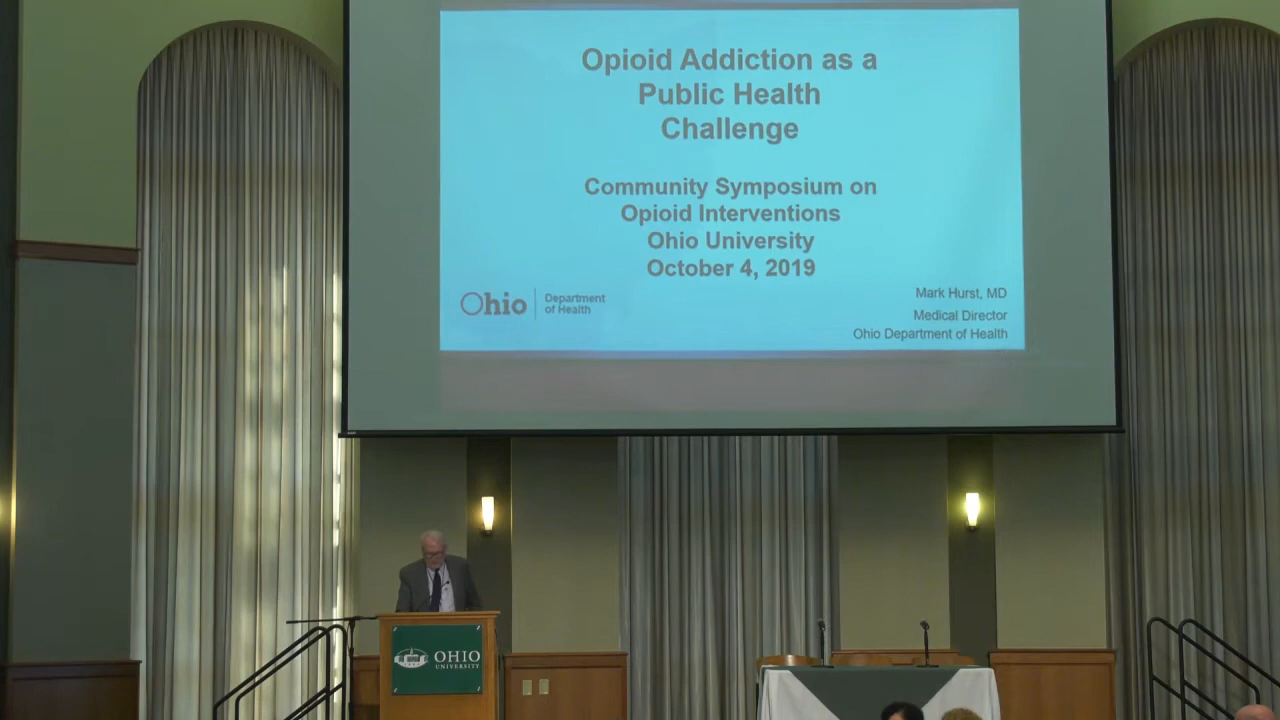 Opioid Addiction as a
Public Health
Challenge
Community Symposium on
Opioid Interventions
Ohio University
October 4, 2019
Ohio
Department
of Health
Mark Hurst, MD
Medical Director
Ohio Department of Health
OHIO
UNIVERSITY